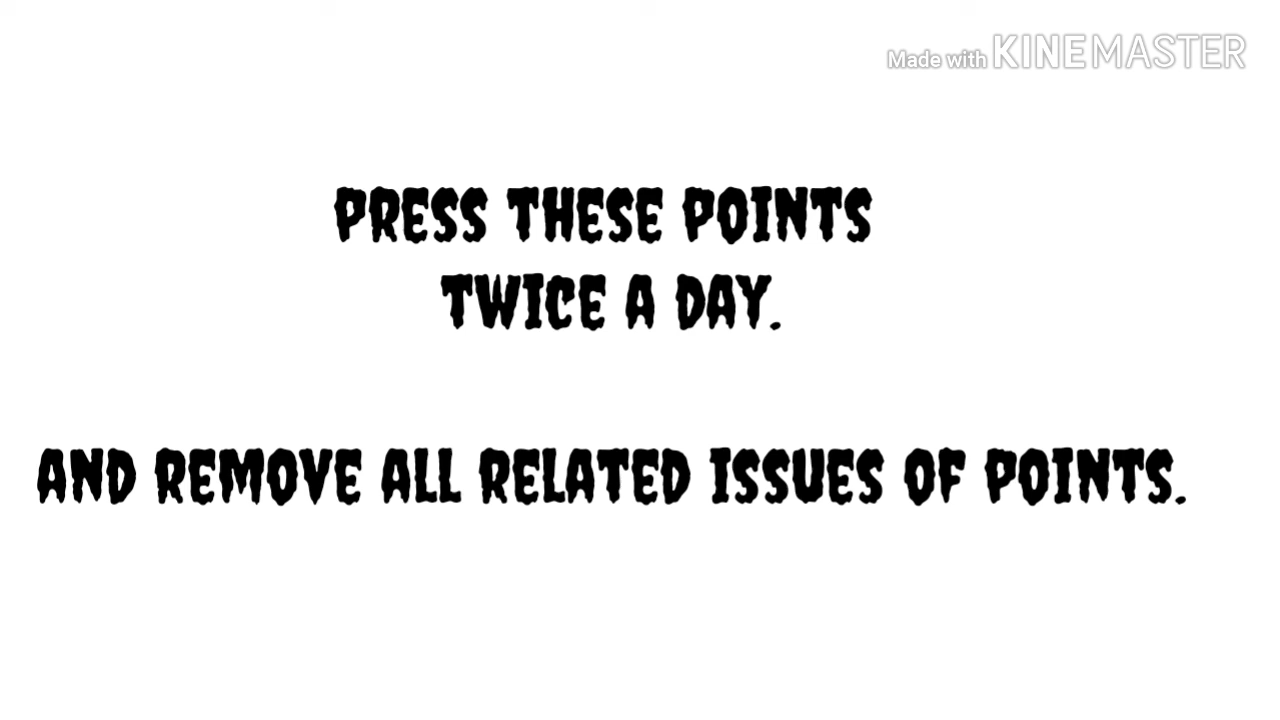 Made with KINEMASTER
PRESS THESE POINTS
TWICE A DAY.
AND REMOVE ALL RELATED ISSUES OF POINTS.